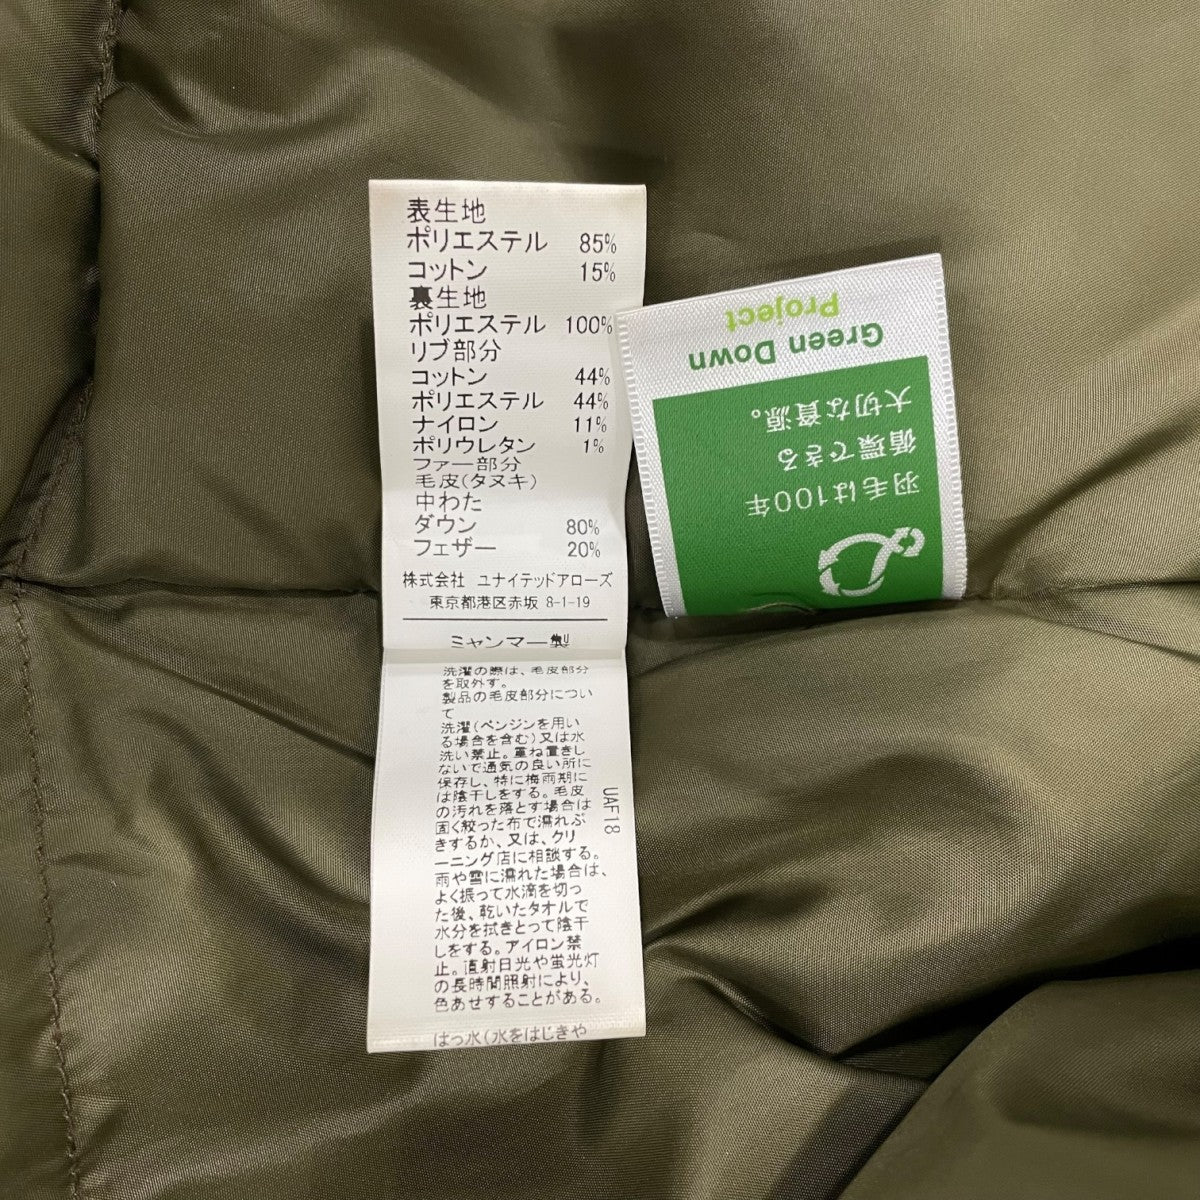 表生地
ポリエステル 85%
コットン 15%
裏生地
ポリエステル 100%
リブ部分
コットン 44%
ポリエステル 44%
ナイロン 11%
ポリウレタン 1%
ファー部分
毛皮(タヌキ)
中わた
ダウン 80%
フェザー 20%
株式会社 ユナイテッドアローズ
東京都港区赤坂 8-1-19
ミャンマー製
洗濯の際は、毛皮部分
を取外す。
製品の毛皮部分につい
て
洗濯(ベンジンを用い
る場合を含む)又は水
洗い禁止。重ね置きし
ないで通気の良い所に
保存し、特に梅雨期に
は陰干しをする。毛皮
の汚れを落とす場合は
固く絞った布で濡れぶ
きするか、又は、クリ
ーニング店に相談する。
雨や雪に濡れた場合は、
よく振って水滴を切っ
た後、乾いたタオルで
水分を拭きとって陰干
しをする。アイロン禁
止。直射日光や蛍光灯
の長時間照射により、
色あせすることがある。
はっ水(水をはじきや
UAF18
羽毛は100年
循環できる
大切な資源。
Green Down
Project